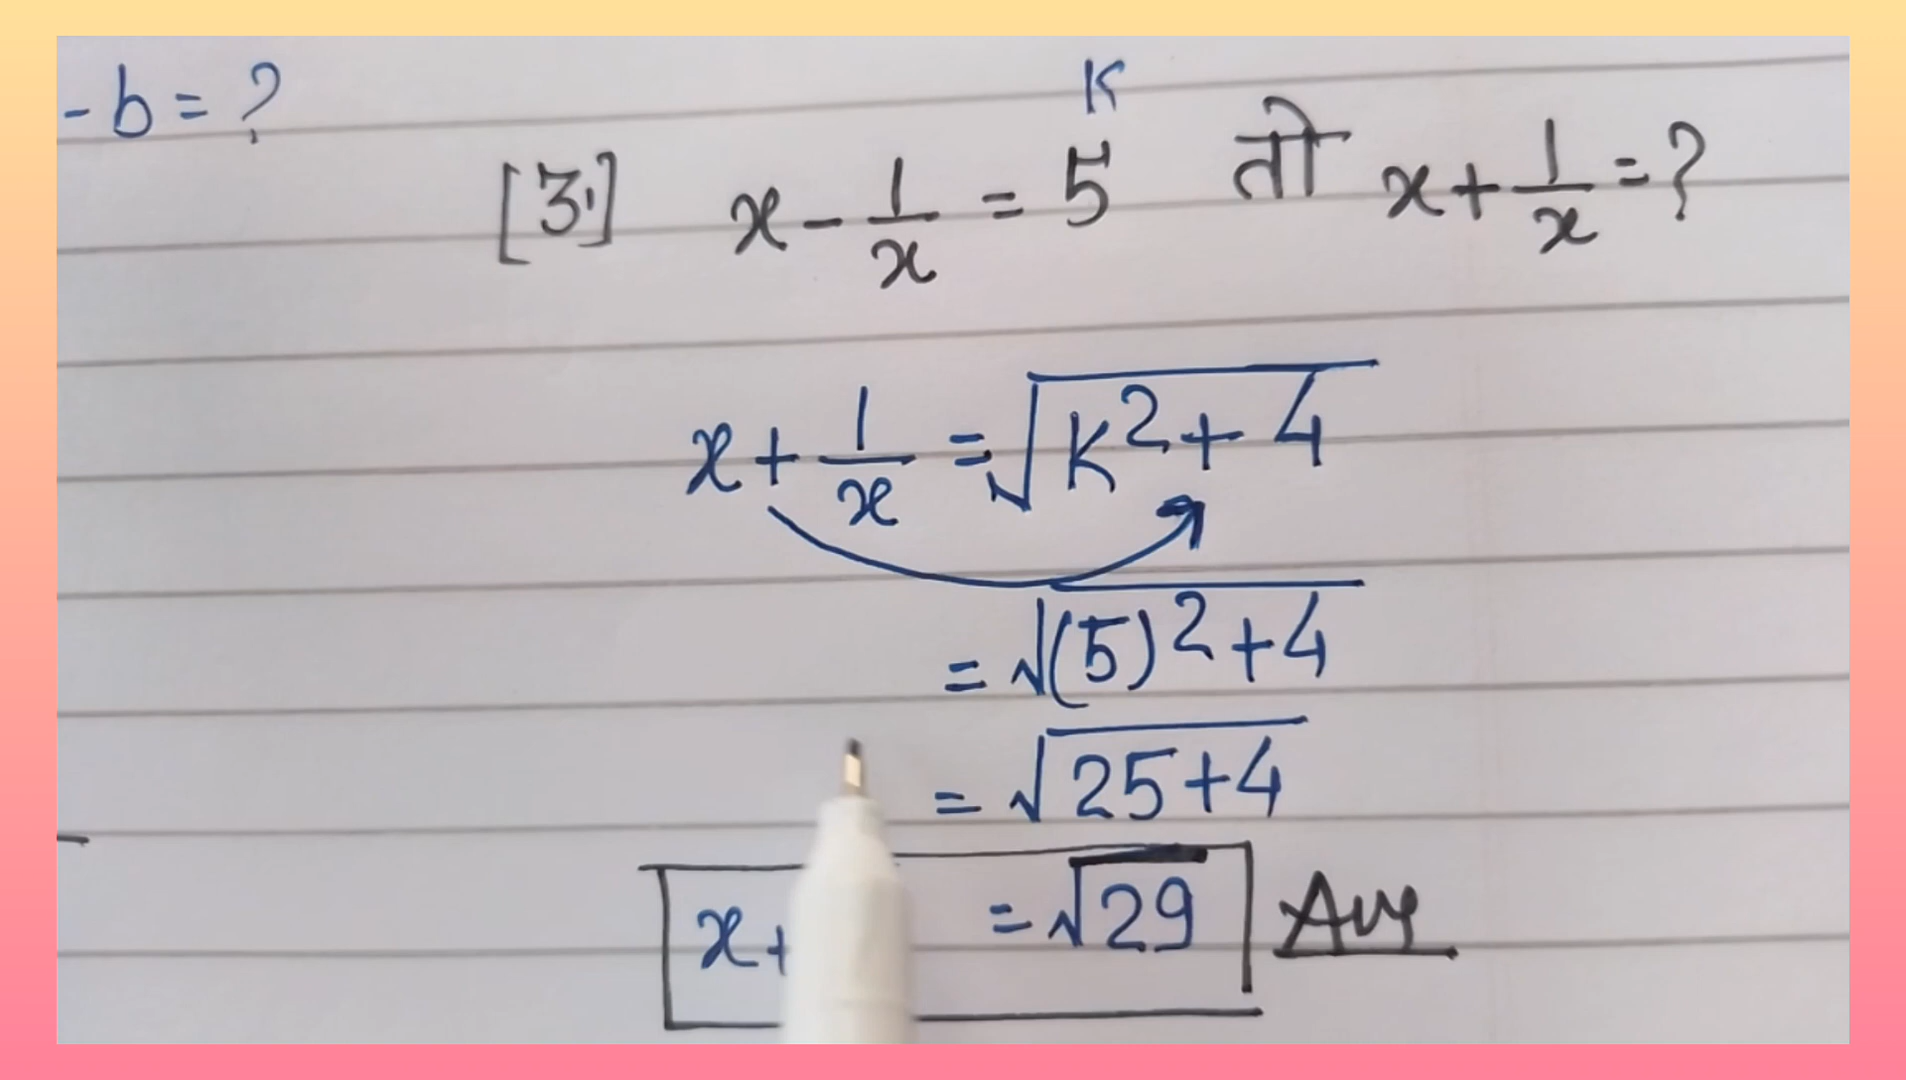 - b = ?
K
[3] x - 1/x = 5 तो x + 1/x = ?
x + 1/x = √(K² + 4)
= √((5)² + 4)
= √(25 + 4)
x + = √29 Ans